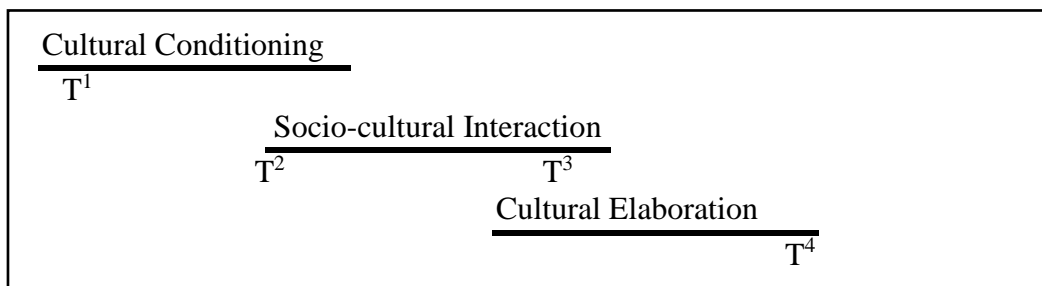 Cultural Conditioning
T¹
Socio-cultural Interaction
T² T³
Cultural Elaboration
T⁴